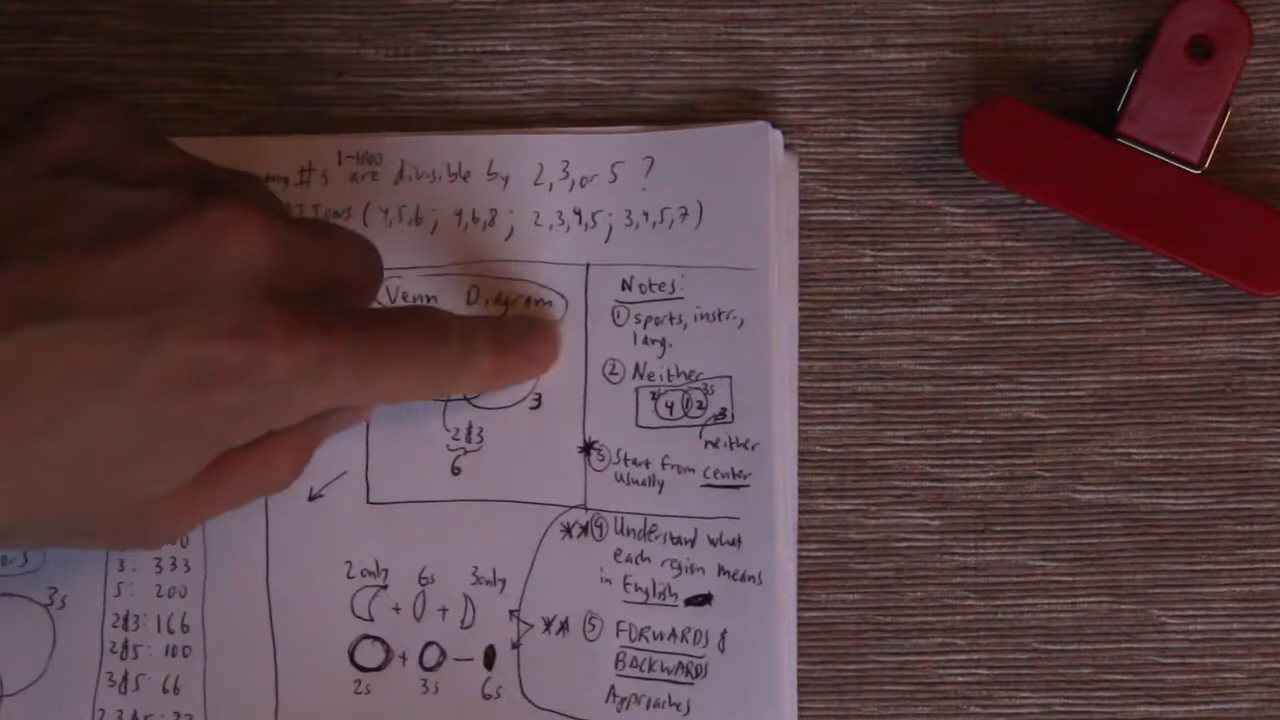 #s 1-1000 are divisible by 2,3, or 5 ?
(4,5,6; 4,6,8; 2,3,4,5; 3,4,5,7)
Venn Diagram
3
2&3
6
Notes:
① sports, instr.,
lang.
② Neither
2s 3s
4 1 2
3
neither
* ③ Start from center
usually
** ④ Understand what
each region means
in English
** ⑤ FORWARDS &
BACKWARDS
Approaches
2 only 6s 3 only
+ +
+ −
2s 3s 6s
3s
3: 333
5: 200
2&3: 166
2&5: 100
3&5: 66